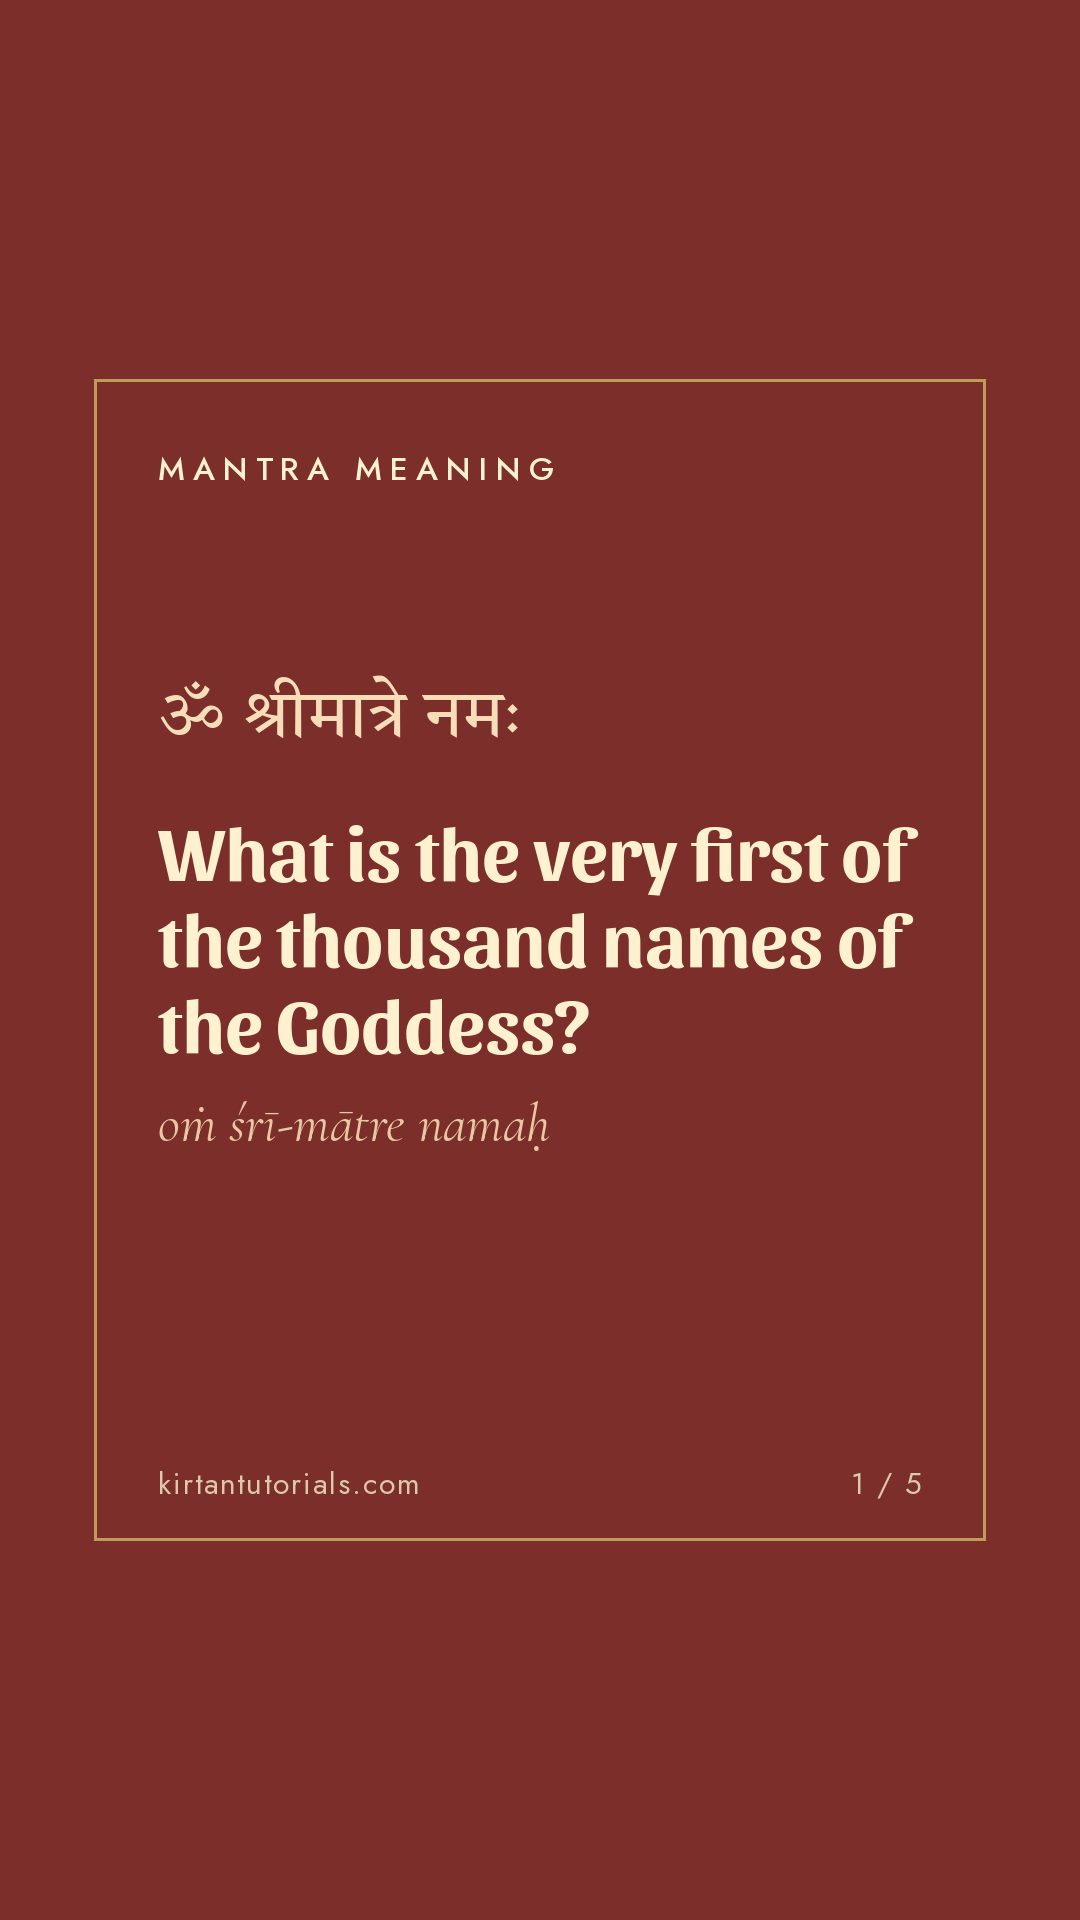 MANTRA MEANING
ॐ श्रीमात्रे नमः
What is the very first of
the thousand names of
the Goddess?
oṁ śrī-mātre namaḥ
kirtantutorials.com
1 / 5